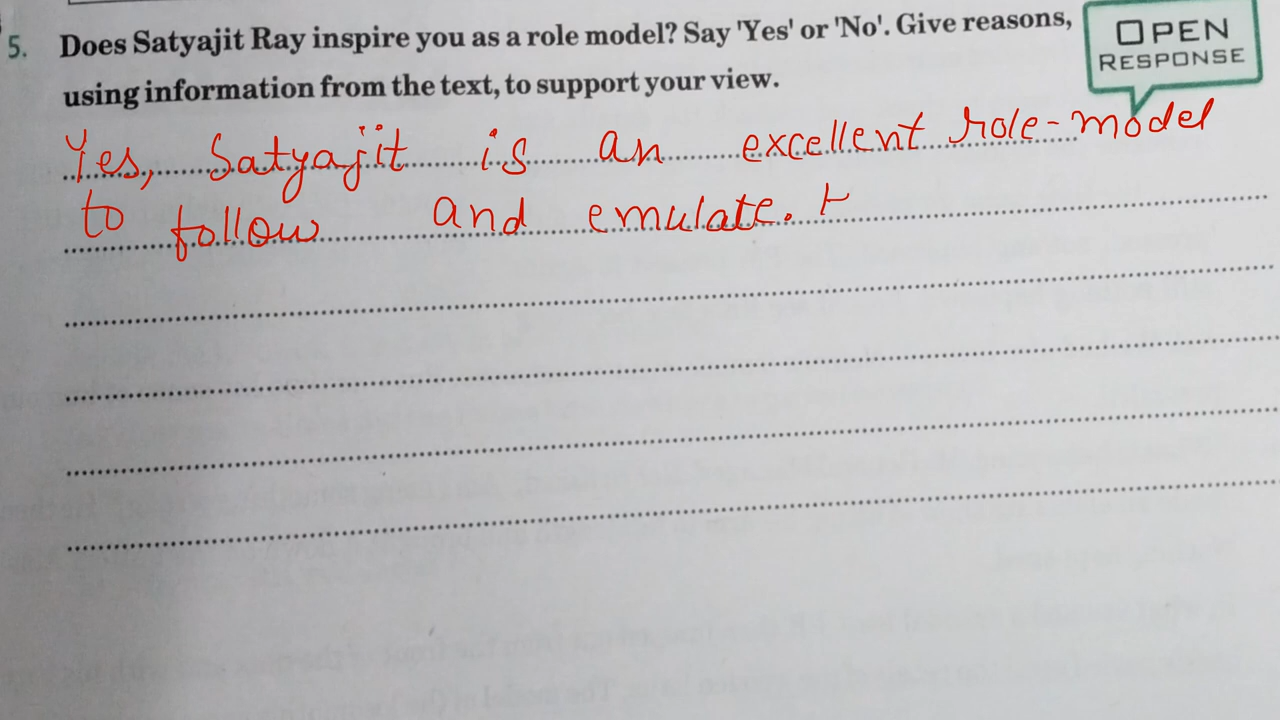 5. Does Satyajit Ray inspire you as a role model? Say 'Yes' or 'No'. Give reasons,
using information from the text, to support your view.
OPEN
RESPONSE
Yes, Satyajit is an excellent role-model
to follow and emulate.